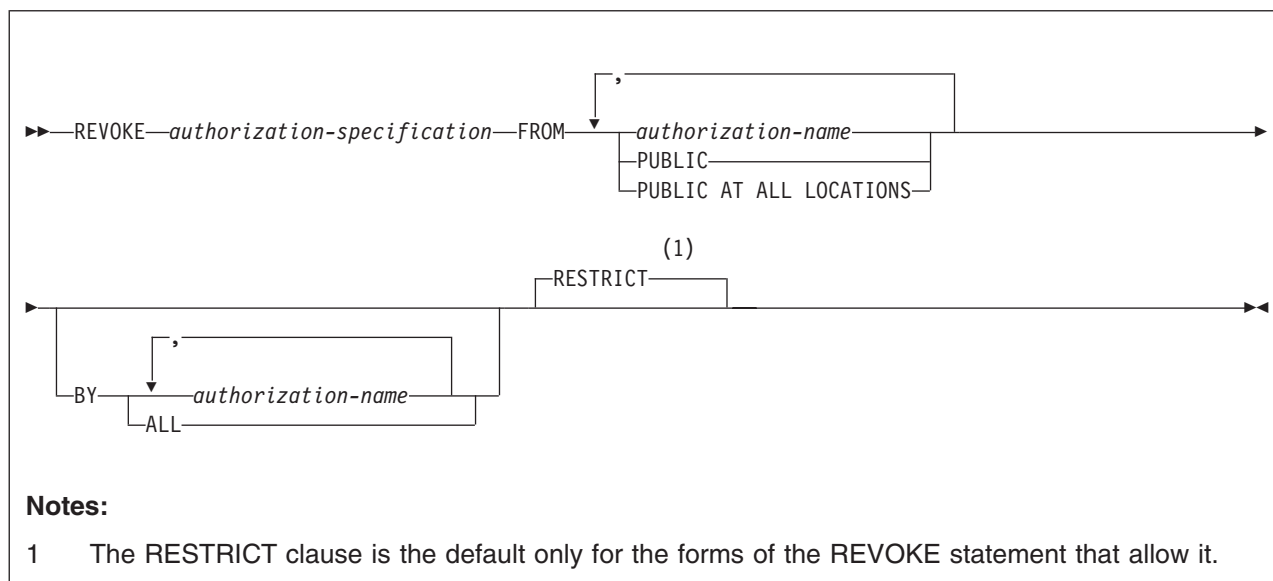 ,
REVOKE authorization-specification FROM authorization-name
PUBLIC
PUBLIC AT ALL LOCATIONS
(1)
RESTRICT
,
BY authorization-name
ALL
Notes:
1 The RESTRICT clause is the default only for the forms of the REVOKE statement that allow it.